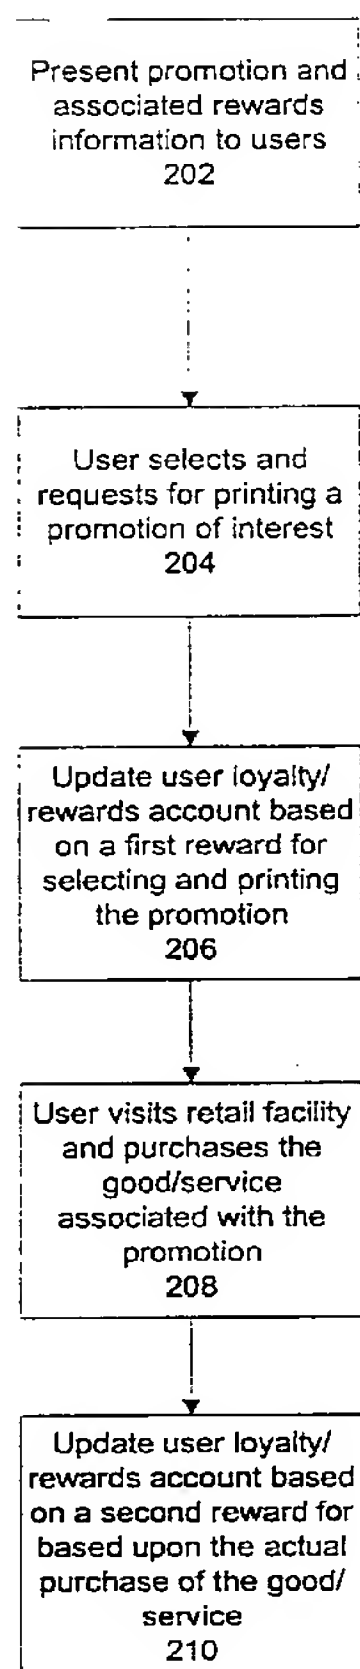 Present promotion and
associated rewards
information to users
202
User selects and
requests for printing a
promotion of interest
204
Update user loyalty/
rewards account based
on a first reward for
selecting and printing
the promotion
206
User visits retail facility
and purchases the
good/service
associated with the
promotion
208
Update user loyalty/
rewards account based
on a second reward for
based upon the actual
purchase of the good/
service
210